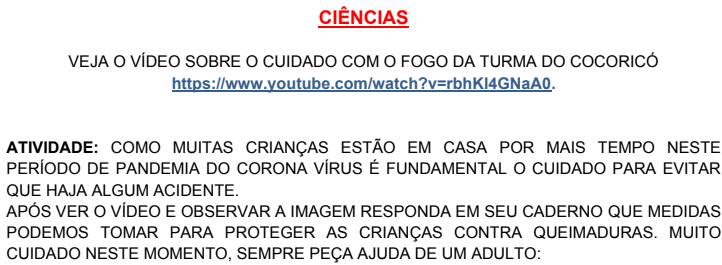 CIÊNCIAS
VEJA O VÍDEO SOBRE O CUIDADO COM O FOGO DA TURMA DO COCORICÓ
https://www.youtube.com/watch?v=rbhKl4GNaA0.
ATIVIDADE: COMO MUITAS CRIANÇAS ESTÃO EM CASA POR MAIS TEMPO NESTE
PERÍODO DE PANDEMIA DO CORONA VÍRUS É FUNDAMENTAL O CUIDADO PARA EVITAR
QUE HAJA ALGUM ACIDENTE.
APÓS VER O VÍDEO E OBSERVAR A IMAGEM RESPONDA EM SEU CADERNO QUE MEDIDAS
PODEMOS TOMAR PARA PROTEGER AS CRIANÇAS CONTRA QUEIMADURAS. MUITO
CUIDADO NESTE MOMENTO, SEMPRE PEÇA AJUDA DE UM ADULTO: